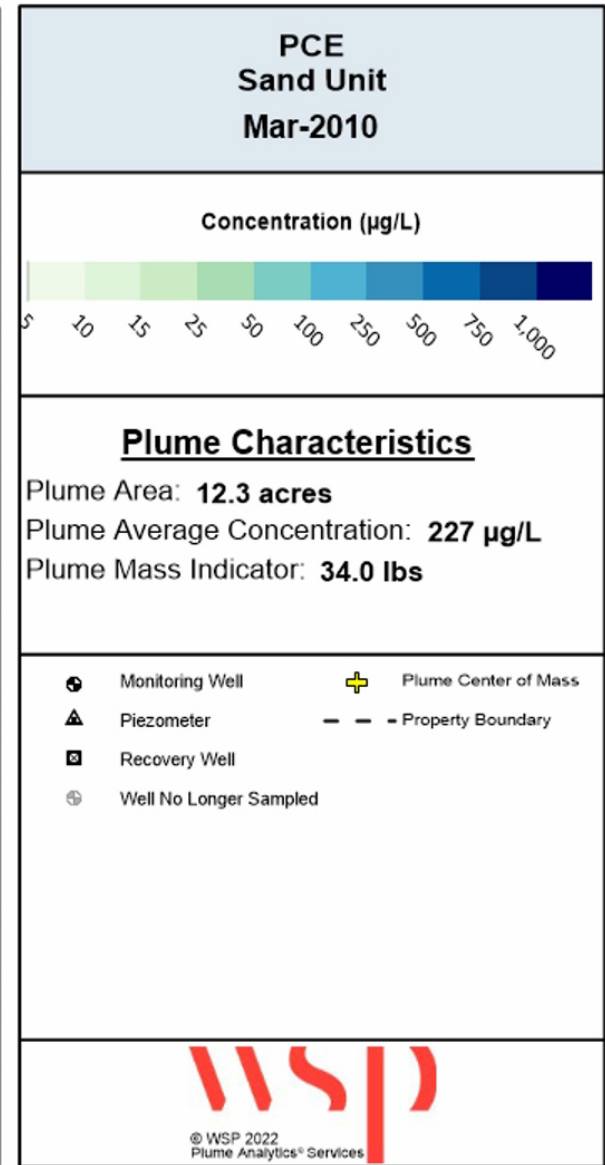 PCE
Sand Unit
Mar-2010
Concentration (µg/L)
5 10 15 25 50 100 250 500 750 1,000
Plume Characteristics
Plume Area: 12.3 acres
Plume Average Concentration: 227 µg/L
Plume Mass Indicator: 34.0 lbs
Monitoring Well
Plume Center of Mass
Piezometer
Property Boundary
Recovery Well
Well No Longer Sampled
wsp
© WSP 2022
Plume Analytics® Services